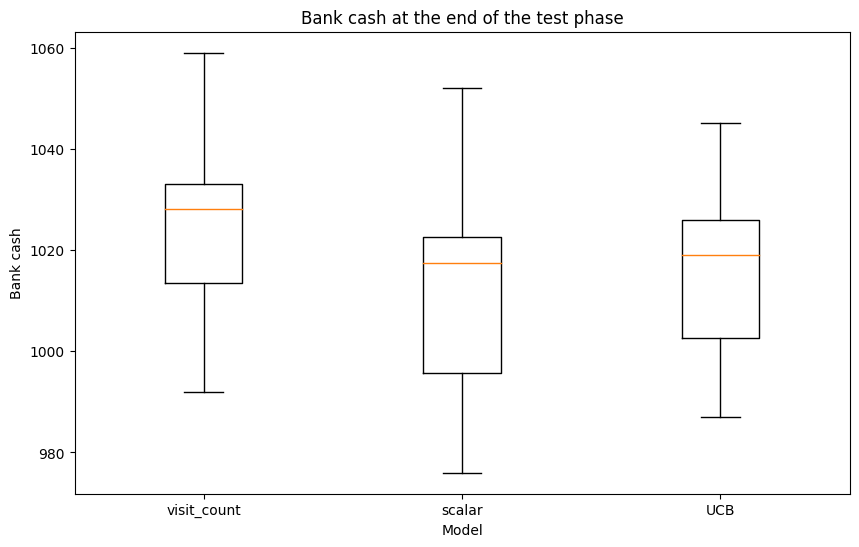 Bank cash at the end of the test phase
1060
1040
1020
1000
980
Bank cash
visit_count
scalar
UCB
Model